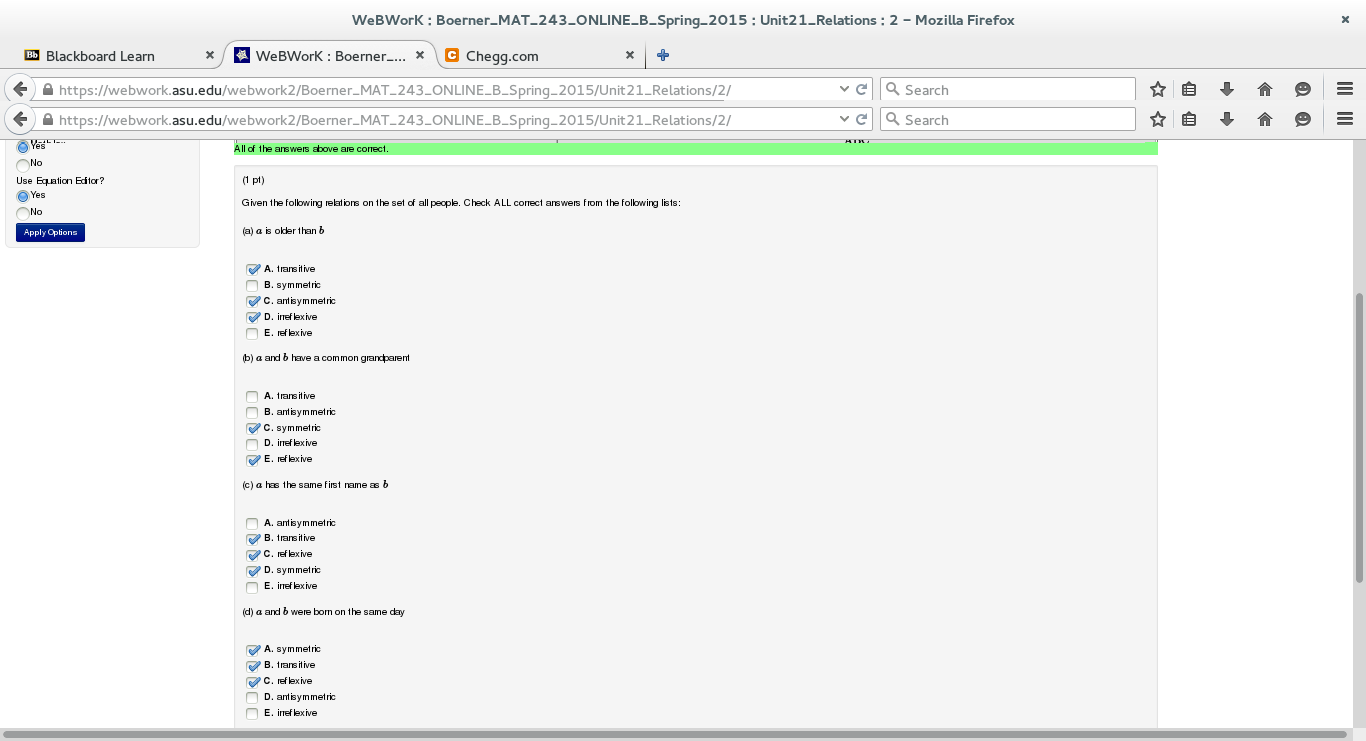 WeBWorK : Boerner_MAT_243_ONLINE_B_Spring_2015 : Unit21_Relations : 2 – Mozilla Firefox
Bb Blackboard Learn
WeBWorK : Boerner_...
C Chegg.com
https://webwork.asu.edu/webwork2/Boerner_MAT_243_ONLINE_B_Spring_2015/Unit21_Relations/2/
Search
https://webwork.asu.edu/webwork2/Boerner_MAT_243_ONLINE_B_Spring_2015/Unit21_Relations/2/
Search
Yes
No
Use Equation Editor?
Yes
No
Apply Options
All of the answers above are correct.
(1 pt)
Given the following relations on the set of all people. Check ALL correct answers from the following lists:
(a) a is older than b
A. transitive
B. symmetric
C. antisymmetric
D. irreflexive
E. reflexive
(b) a and b have a common grandparent
A. transitive
B. antisymmetric
C. symmetric
D. irreflexive
E. reflexive
(c) a has the same first name as b
A. antisymmetric
B. transitive
C. reflexive
D. symmetric
E. irreflexive
(d) a and b were born on the same day
A. symmetric
B. transitive
C. reflexive
D. antisymmetric
E. irreflexive